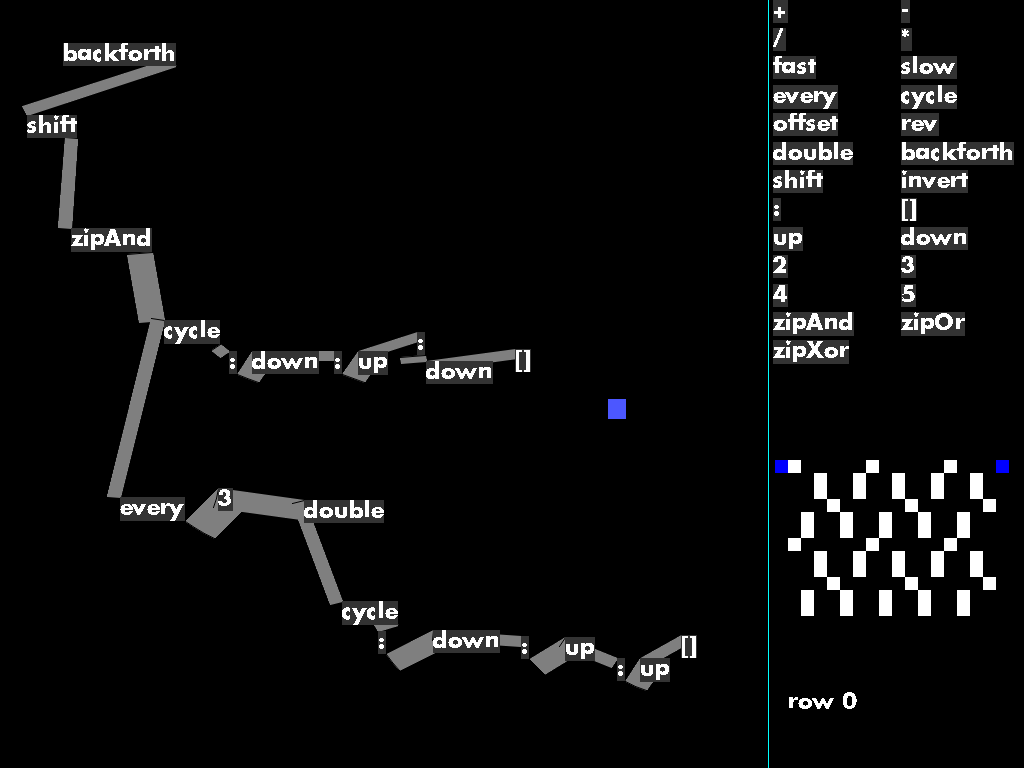 backforth
shift
zipAnd
cycle
: down : up :
down []
every 3 double
cycle
: down : up : up []
+ -
/ *
fast slow
every cycle
offset rev
double backforth
shift invert
: []
up down
2 3
4 5
zipAnd zipOr
zipXor
row 0